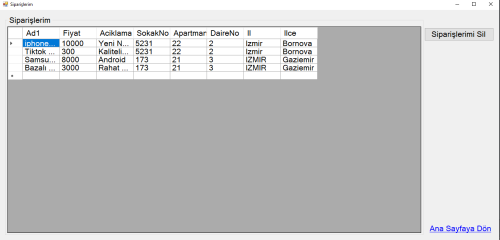 Siparişlerim
Siparişlerim
Ad1 Fiyat Aciklama SokakNo Apartman DaireNo Il Ilce
iphone... 10000 Yeni N... 5231 22 2 Izmir Bornova
Tiktok ... 300 Kaliteli... 5231 22 2 Izmir Bornova
Samsu... 8000 Android 173 21 3 IZMIR Gaziemir
Bazalı ... 3000 Rahat ... 173 21 3 IZMIR Gaziemir
Siparişlerimi Sil
Ana Sayfaya Dön